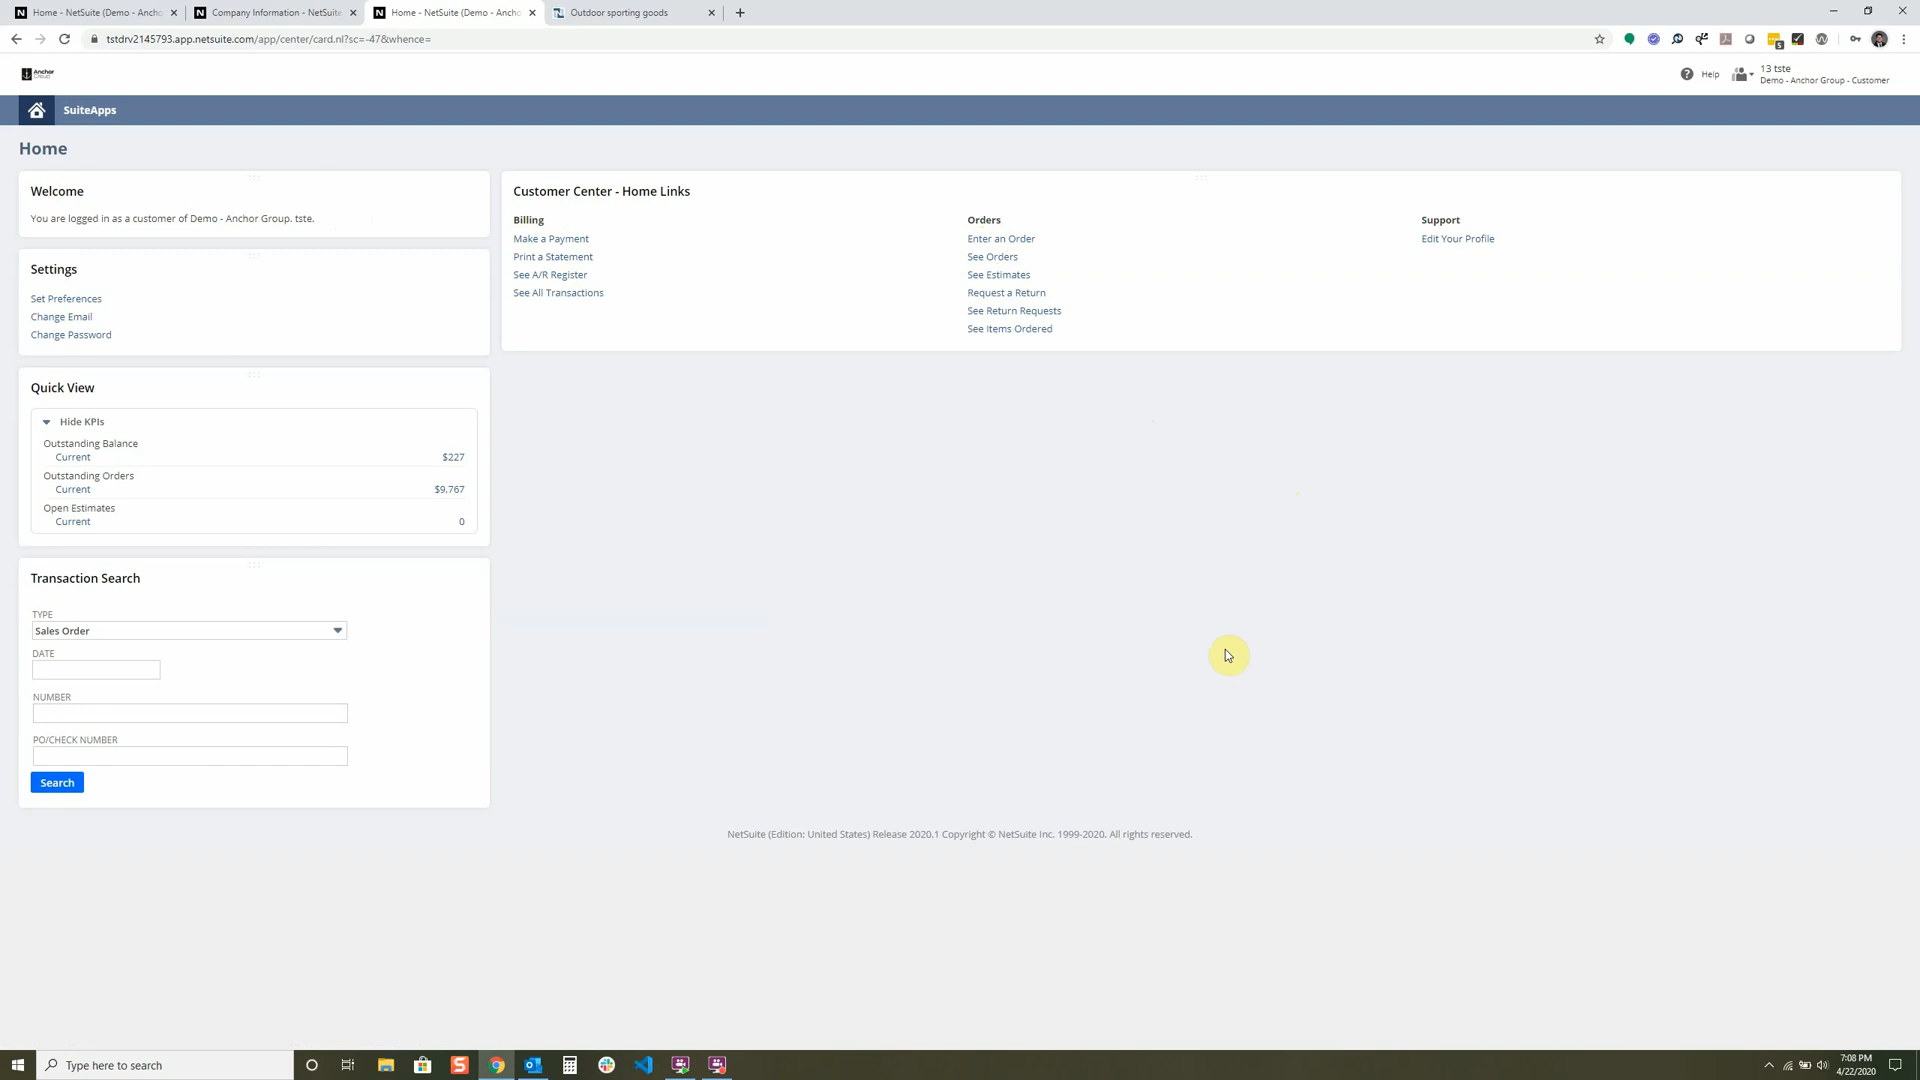 Home - NetSuite (Demo - Ancho
Company Information - NetSuite
Home - NetSuite (Demo - Ancho
Outdoor sporting goods
tstdrv2145793.app.netsuite.com/app/center/card.nl?sc=-47&whence=
Anchor
Group
Help
13 tste
Demo - Anchor Group - Customer
SuiteApps
Home
Welcome
You are logged in as a customer of Demo - Anchor Group. tste.
Settings
Set Preferences
Change Email
Change Password
Quick View
Hide KPIs
Outstanding Balance
Current $227
Outstanding Orders
Current $9,767
Open Estimates
Current 0
Transaction Search
TYPE
Sales Order
DATE
NUMBER
PO/CHECK NUMBER
Search
Customer Center - Home Links
Billing
Make a Payment
Print a Statement
See A/R Register
See All Transactions
Orders
Enter an Order
See Orders
See Estimates
Request a Return
See Return Requests
See Items Ordered
Support
Edit Your Profile
NetSuite (Edition: United States) Release 2020.1 Copyright © NetSuite Inc. 1999-2020. All rights reserved.
Type here to search
7:08 PM
4/22/2020